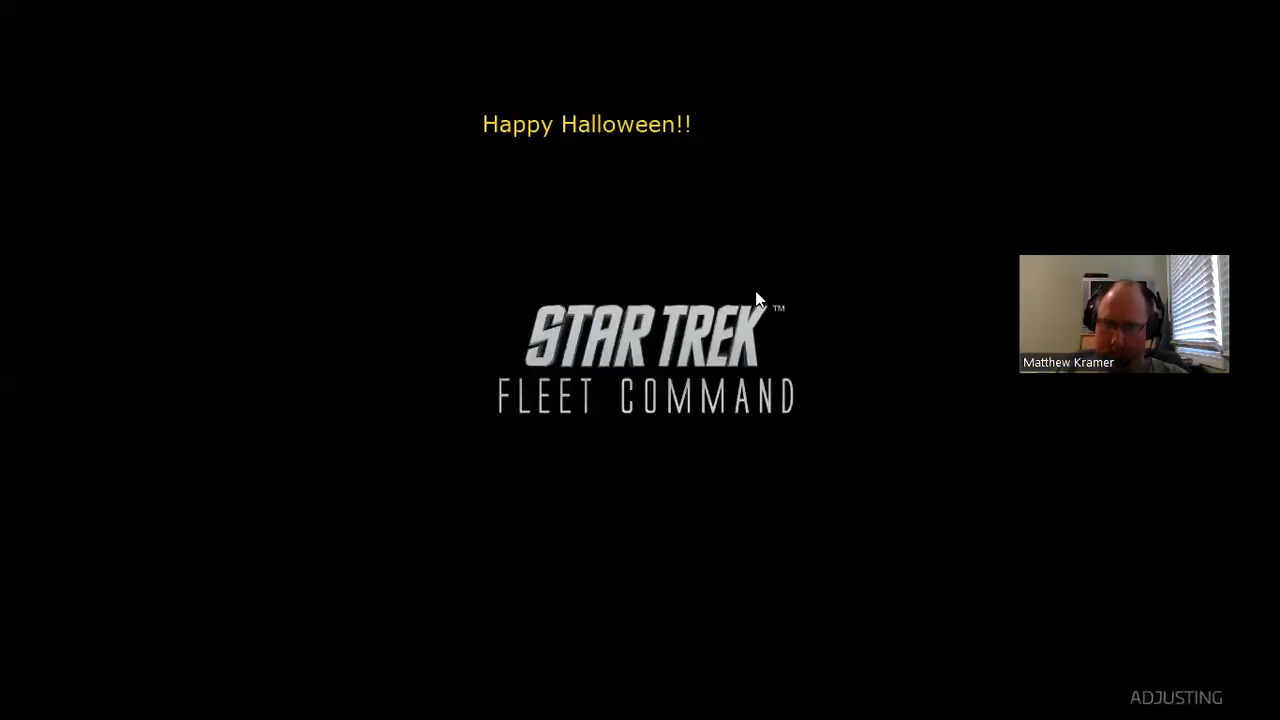 Happy Halloween!!
STAR TREK™
FLEET COMMAND
Matthew Kramer
ADJUSTING